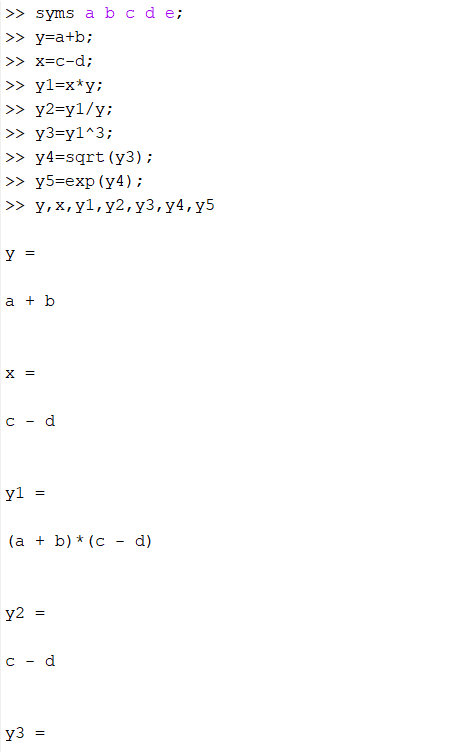 >> syms a b c d e;
>> y=a+b;
>> x=c-d;
>> y1=x*y;
>> y2=y1/y;
>> y3=y1^3;
>> y4=sqrt(y3);
>> y5=exp(y4);
>> y,x,y1,y2,y3,y4,y5
y =
a + b
x =
c - d
y1 =
(a + b)*(c - d)
y2 =
c - d
y3 =